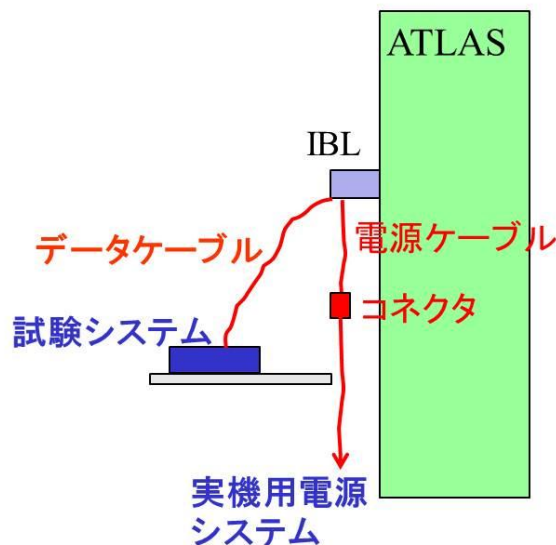 ATLAS
IBL
データケーブル
電源ケーブル
コネクタ
試験システム
実機用電源
システム